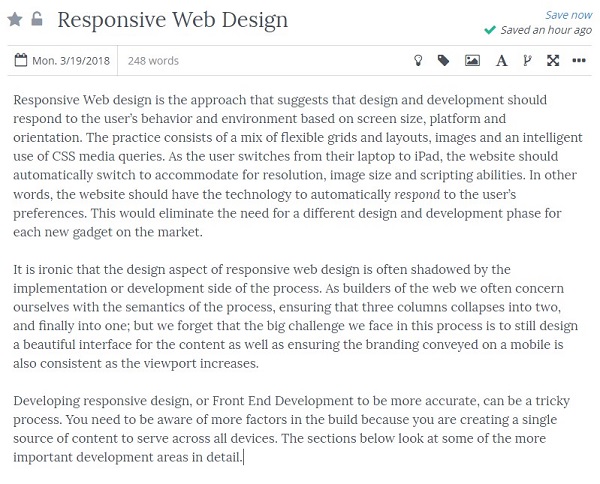 Responsive Web Design
Save now
Saved an hour ago
Mon. 3/19/2018
248 words
Responsive Web design is the approach that suggests that design and development should
respond to the user’s behavior and environment based on screen size, platform and
orientation. The practice consists of a mix of flexible grids and layouts, images and an intelligent
use of CSS media queries. As the user switches from their laptop to iPad, the website should
automatically switch to accommodate for resolution, image size and scripting abilities. In other
words, the website should have the technology to automatically respond to the user’s
preferences. This would eliminate the need for a different design and development phase for
each new gadget on the market.
It is ironic that the design aspect of responsive web design is often shadowed by the
implementation or development side of the process. As builders of the web we often concern
ourselves with the semantics of the process, ensuring that three columns collapses into two,
and finally into one; but we forget that the big challenge we face in this process is to still design
a beautiful interface for the content as well as ensuring the branding conveyed on a mobile is
also consistent as the viewport increases.
Developing responsive design, or Front End Development to be more accurate, can be a tricky
process. You need to be aware of more factors in the build because you are creating a single
source of content to serve across all devices. The sections below look at some of the more
important development areas in detail.